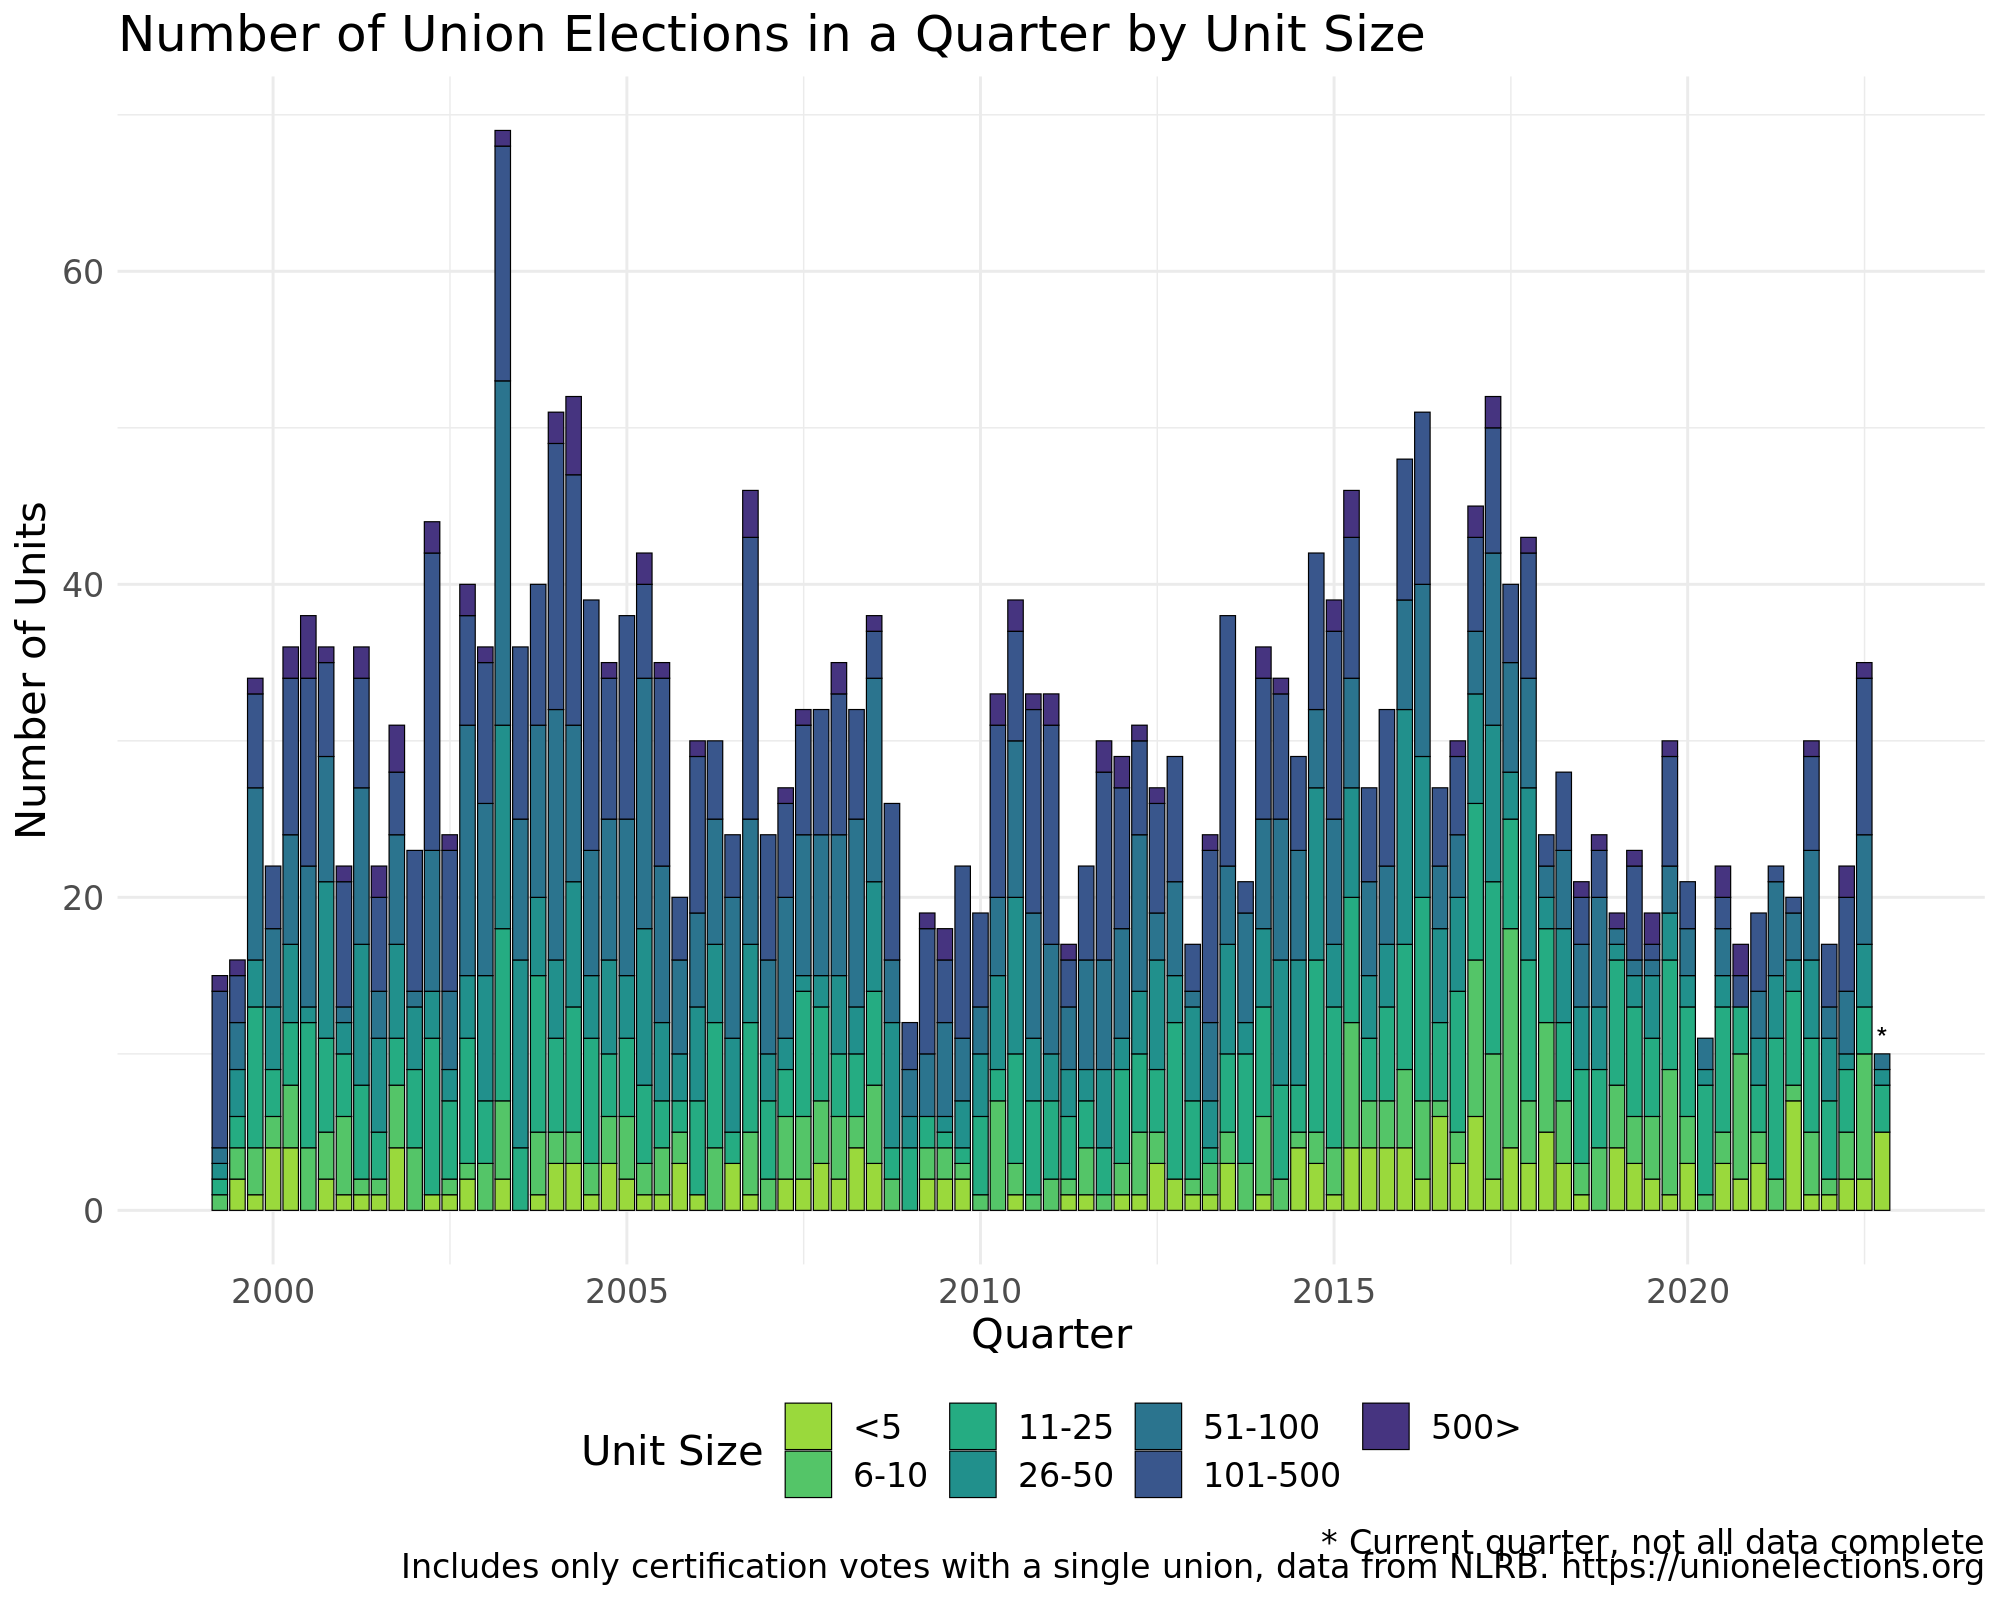 Number of Union Elections in a Quarter by Unit Size
Number of Units
60
40
20
0
*
2000 2005 2010 2015 2020
Quarter
Unit Size
<5 11-25 51-100 500>
6-10 26-50 101-500
* Current quarter, not all data complete
Includes only certification votes with a single union, data from NLRB. https://unionelections.org